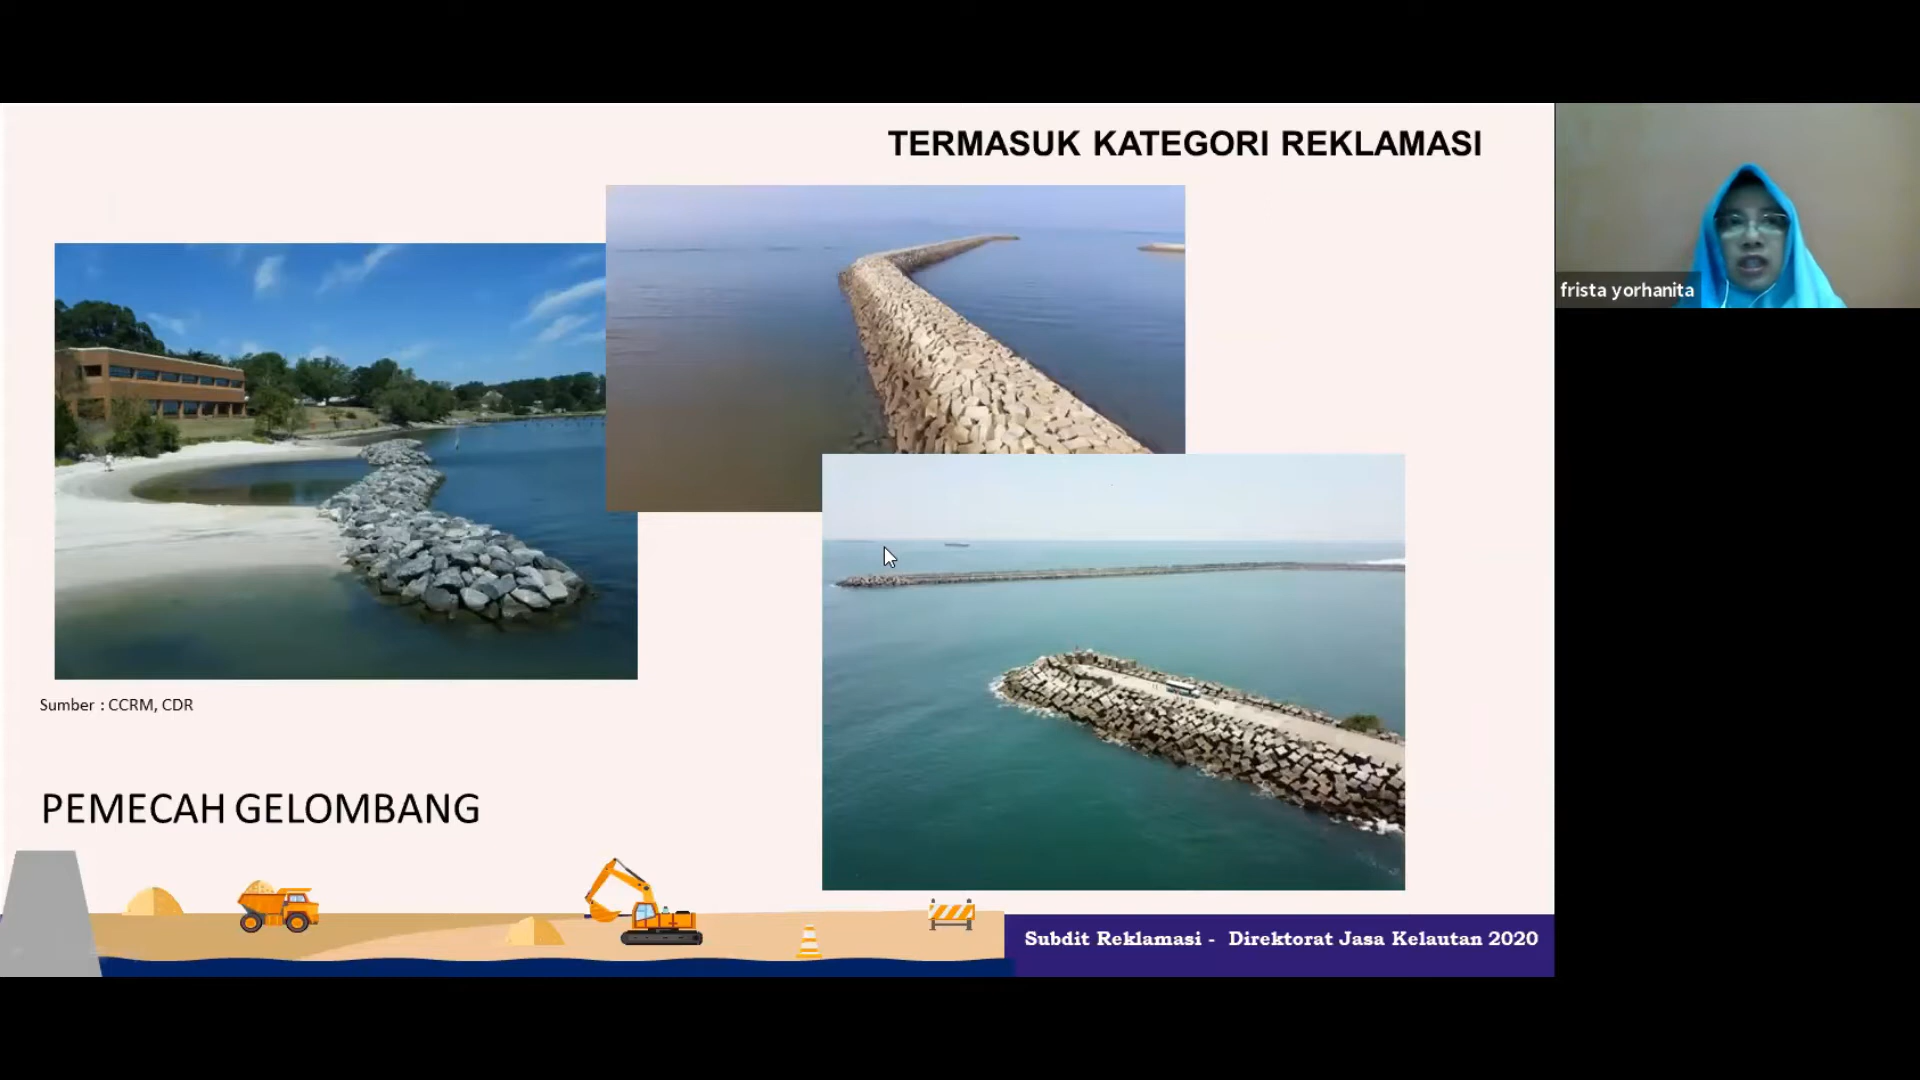 TERMASUK KATEGORI REKLAMASI
frista yorhanita
Sumber : CCRM, CDR
PEMECAH GELOMBANG
Subdit Reklamasi - Direktorat Jasa Kelautan 2020